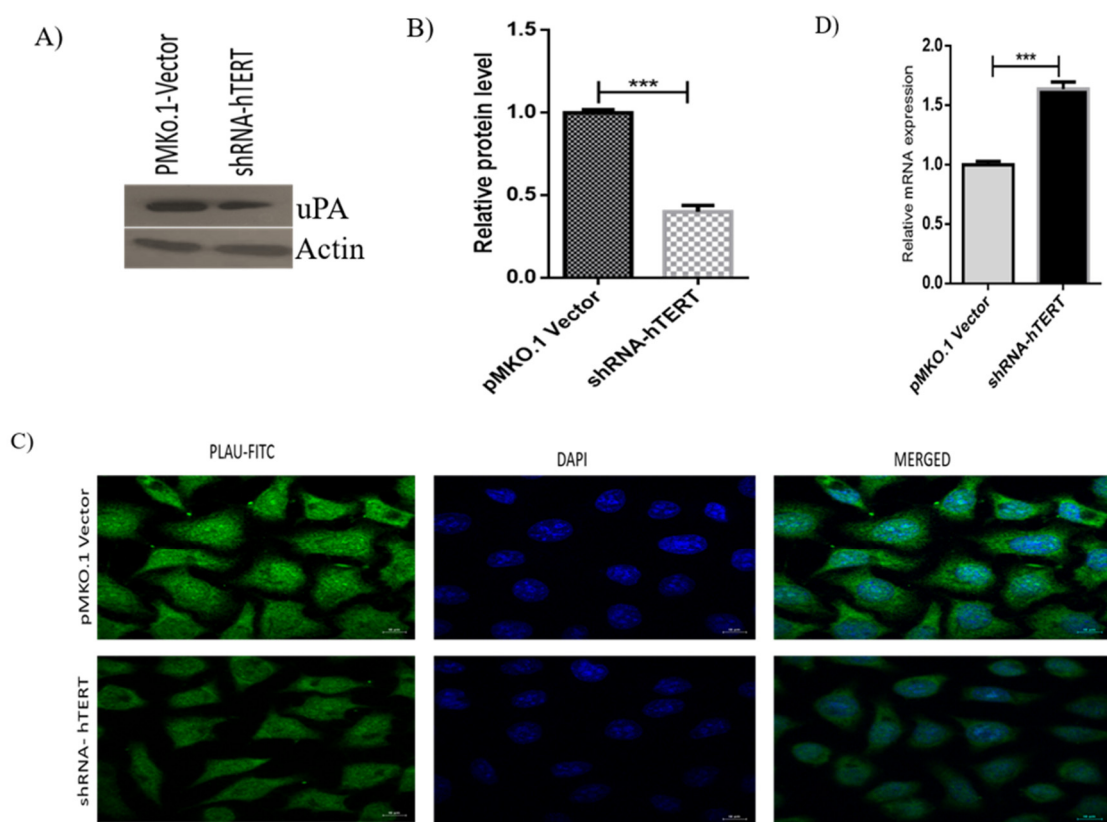 A)
PMKo.1-Vector
shRNA-hTERT
uPA
Actin
B)
Relative protein level
***
1.5
1.0
0.5
0.0
pMKO.1 Vector
shRNA-hTERT
D)
Relative mRNA expression
***
2.0
1.5
1.0
0.5
0.0
pMKO.1 Vector
shRNA-hTERT
C)
PLAU-FITC
DAPI
MERGED
pMKO.1 Vector
shRNA- hTERT